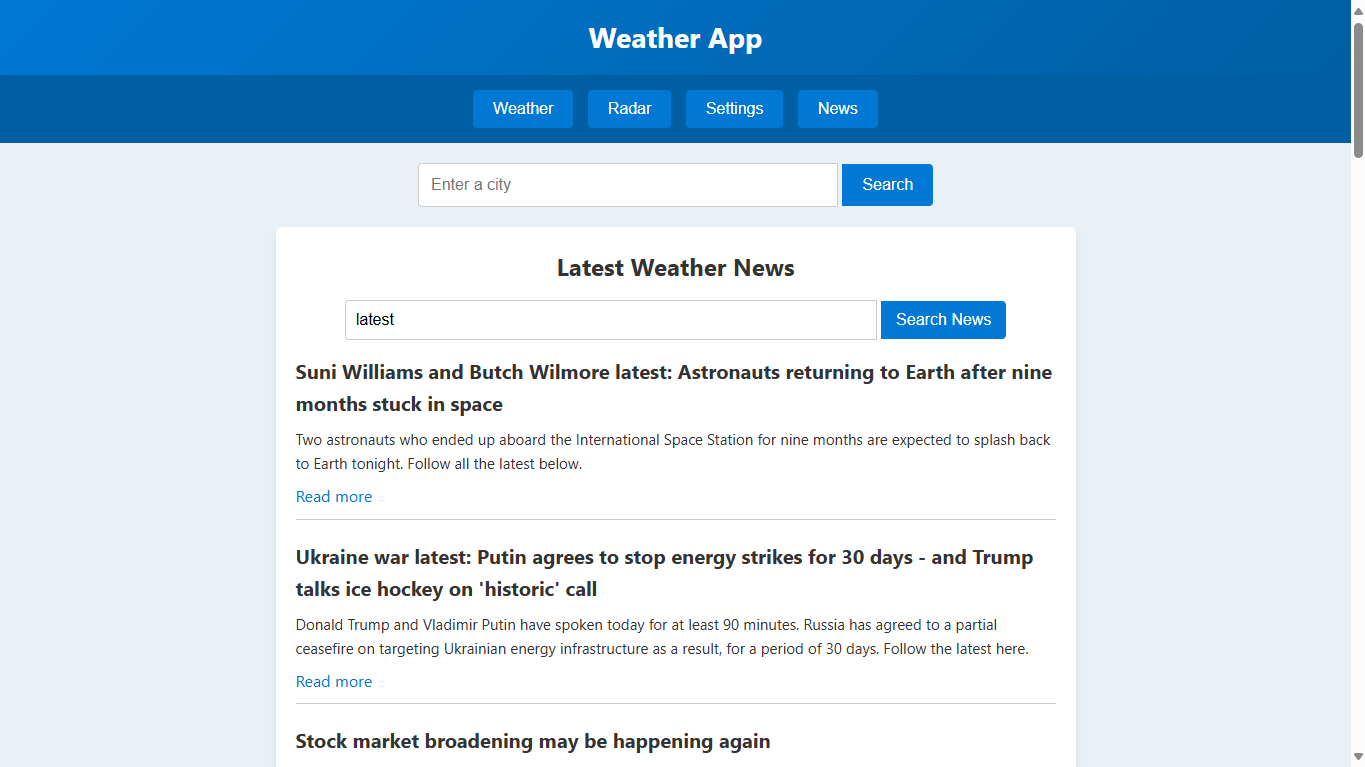 Weather App
Weather Radar Settings News
Enter a city Search
Latest Weather News
latest Search News
Suni Williams and Butch Wilmore latest: Astronauts returning to Earth after nine
months stuck in space
Two astronauts who ended up aboard the International Space Station for nine months are expected to splash back
to Earth tonight. Follow all the latest below.
Read more
Ukraine war latest: Putin agrees to stop energy strikes for 30 days - and Trump
talks ice hockey on 'historic' call
Donald Trump and Vladimir Putin have spoken today for at least 90 minutes. Russia has agreed to a partial
ceasefire on targeting Ukrainian energy infrastructure as a result, for a period of 30 days. Follow the latest here.
Read more
Stock market broadening may be happening again